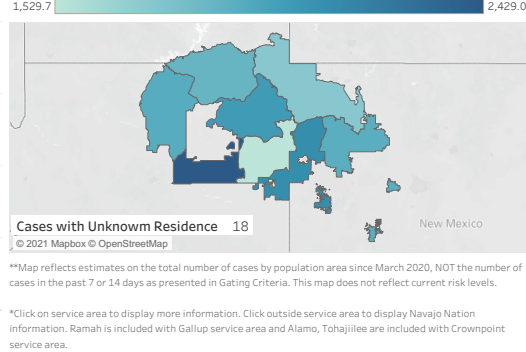 1,529.7 2,429.0
New Mexico
Cases with Unknowm Residence 18
© 2021 Mapbox © OpenStreetMap
**Map reflects estimates on the total number of cases by population area since March 2020, NOT the number of
cases in the past 7 or 14 days as presented in Gating Criteria. This map does not reflect current risk levels.
*Click on service area to display more information. Click outside service area to display Navajo Nation
information. Ramah is included with Gallup service area and Alamo, Tohajiilee are included with Crownpoint
service area.